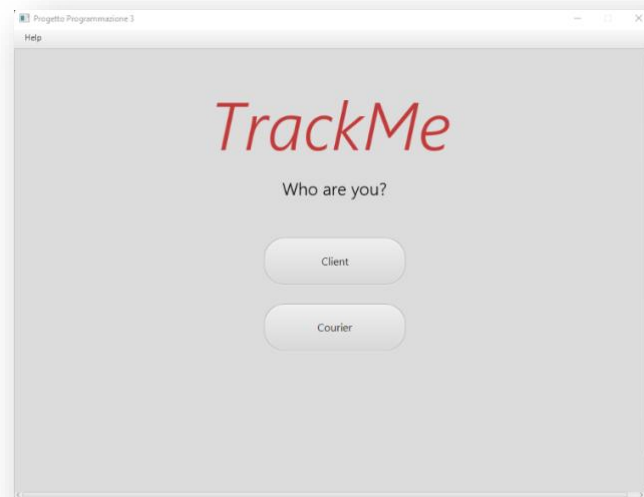 Progetto Programmazione 3
Help
TrackMe
Who are you?
Client
Courier